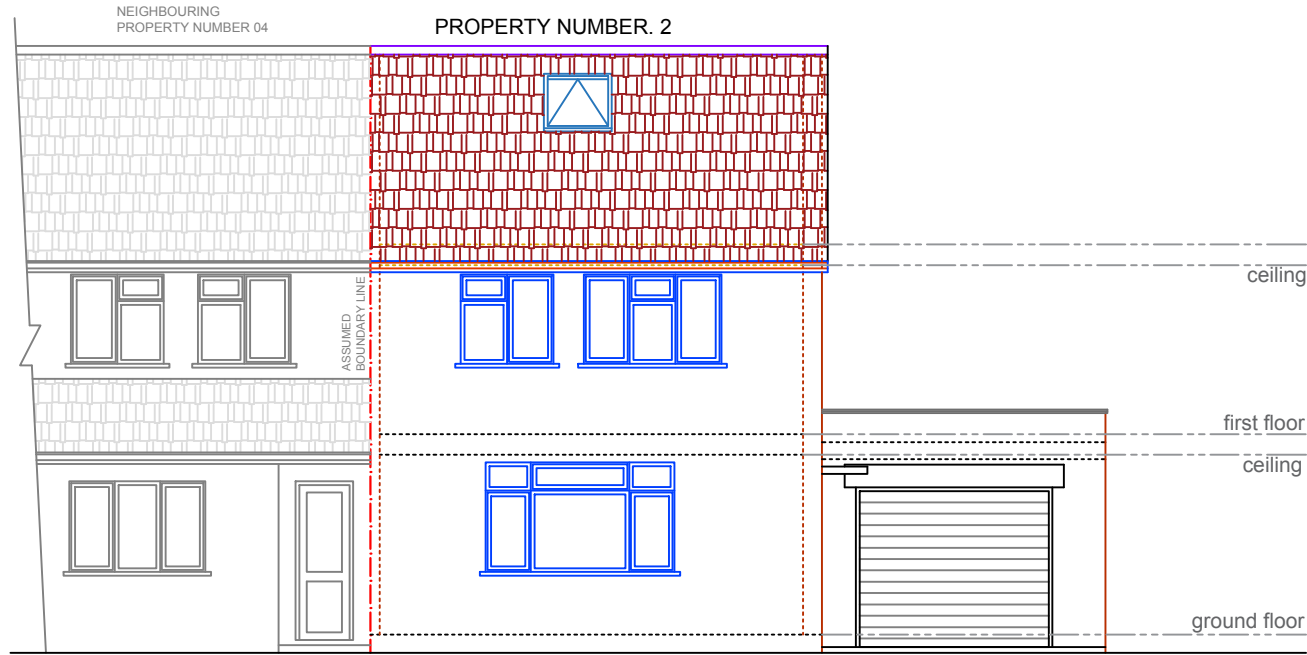 NEIGHBOURING
PROPERTY NUMBER 04
PROPERTY NUMBER. 2
ceiling
ASSUMED
BOUNDARY LINE
first floor
ceiling
ground floor